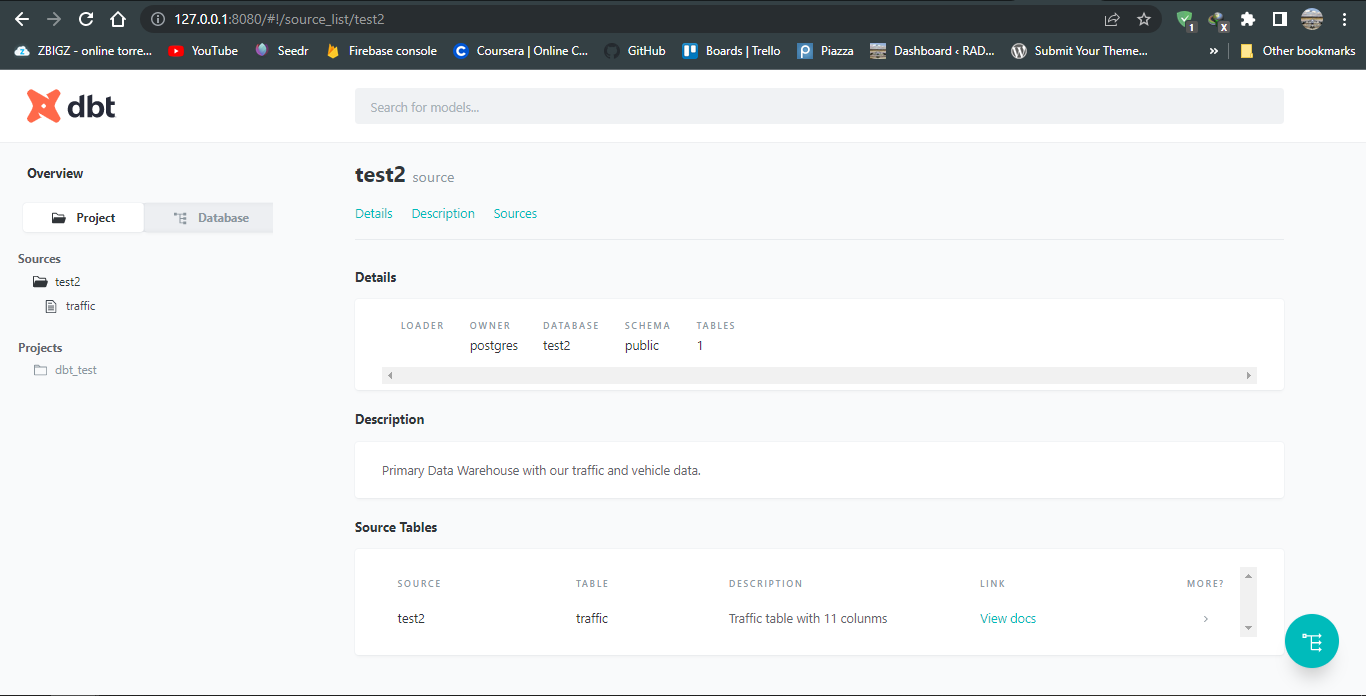 127.0.0.1:8080/#!/source_list/test2
1
x
ZBIGZ - online torre...
YouTube
Seedr
Firebase console
Coursera | Online C...
GitHub
Boards | Trello
Piazza
Dashboard ‹ RAD...
Submit Your Theme...
»
Other bookmarks
dbt
Search for models...
Overview
Project
Database
Sources
test2
traffic
Projects
dbt_test
test2 source
Details Description Sources
Details
LOADER OWNER DATABASE SCHEMA TABLES
postgres test2 public 1
Description
Primary Data Warehouse with our traffic and vehicle data.
Source Tables
SOURCE TABLE DESCRIPTION LINK MORE?
test2 traffic Traffic table with 11 colunms View docs